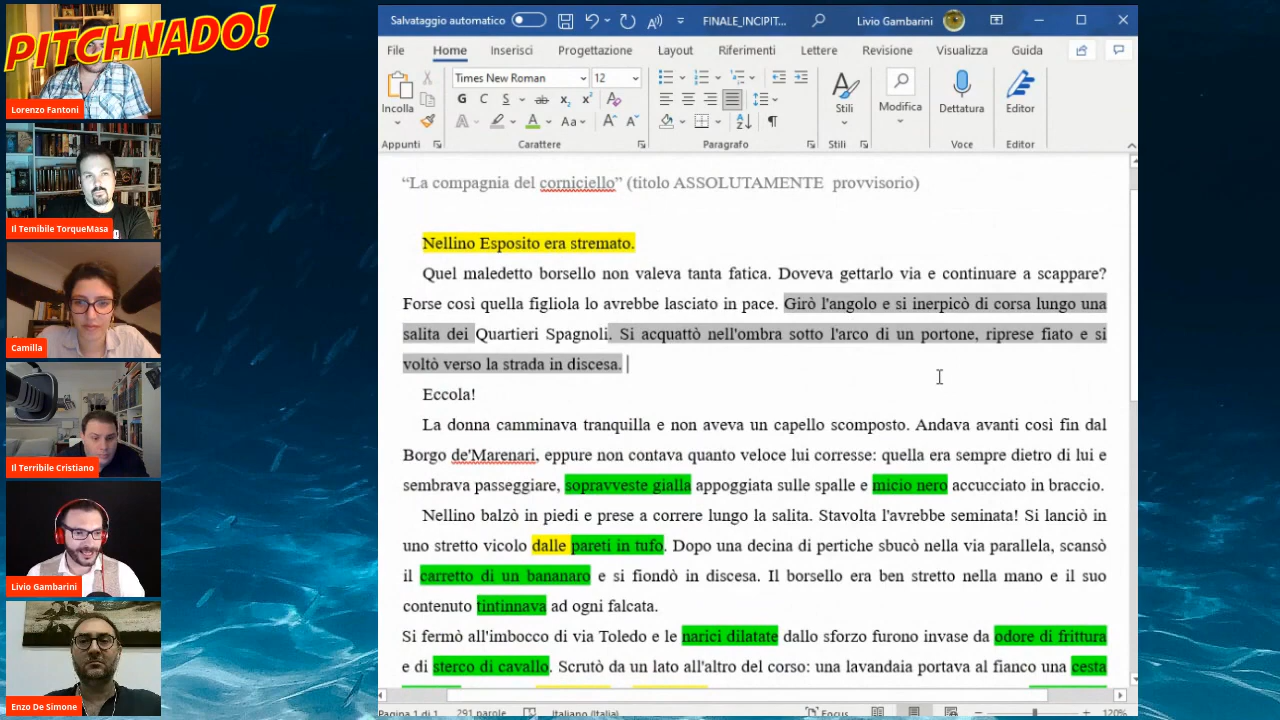 PITCHNADO!
Lorenzo Fantoni
Il Temibile TorqueMasa
Camilla
Il Terribile Cristiano
Livio Gambarini
Enzo De Simone
Salvataggio automatico
FINALE_INCIPIT...
Livio Gambarini
File Home Inserisci Progettazione Layout Riferimenti Lettere Revisione Visualizza Guida
Times New Roman 12
Incolla
G C S ab x₂ x²
A Aa A A
Stili
Modifica
Dettatura
Editor
Appunti Carattere Paragrafo Stili Voce Editor
“La compagnia del corniciello” (titolo ASSOLUTAMENTE provvisorio)
Nellino Esposito era stremato.
Quel maledetto borsello non valeva tanta fatica. Doveva gettarlo via e continuare a scappare?
Forse così quella figliola lo avrebbe lasciato in pace. Girò l'angolo e si inerpicò di corsa lungo una
salita dei Quartieri Spagnoli. Si acquattò nell'ombra sotto l'arco di un portone, riprese fiato e si
voltò verso la strada in discesa.
Eccola!
La donna camminava tranquilla e non aveva un capello scomposto. Andava avanti così fin dal
Borgo de'Marenari, eppure non contava quanto veloce lui corresse: quella era sempre dietro di lui e
sembrava passeggiare, sopravveste gialla appoggiata sulle spalle e micio nero accucciato in braccio.
Nellino balzò in piedi e prese a correre lungo la salita. Stavolta l'avrebbe seminata! Si lanciò in
uno stretto vicolo dalle pareti in tufo. Dopo una decina di pertiche sbucò nella via parallela, scansò
il carretto di un bananaro e si fiondò in discesa. Il borsello era ben stretto nella mano e il suo
contenuto tintinnava ad ogni falcata.
Si fermò all'imbocco di via Toledo e le narici dilatate dallo sforzo furono invase da odore di frittura
e di sterco di cavallo. Scrutò da un lato all'altro del corso: una lavandaia portava al fianco una cesta
Pagina 1 di 1 291 parole Italiano (Italia) Focus 120%